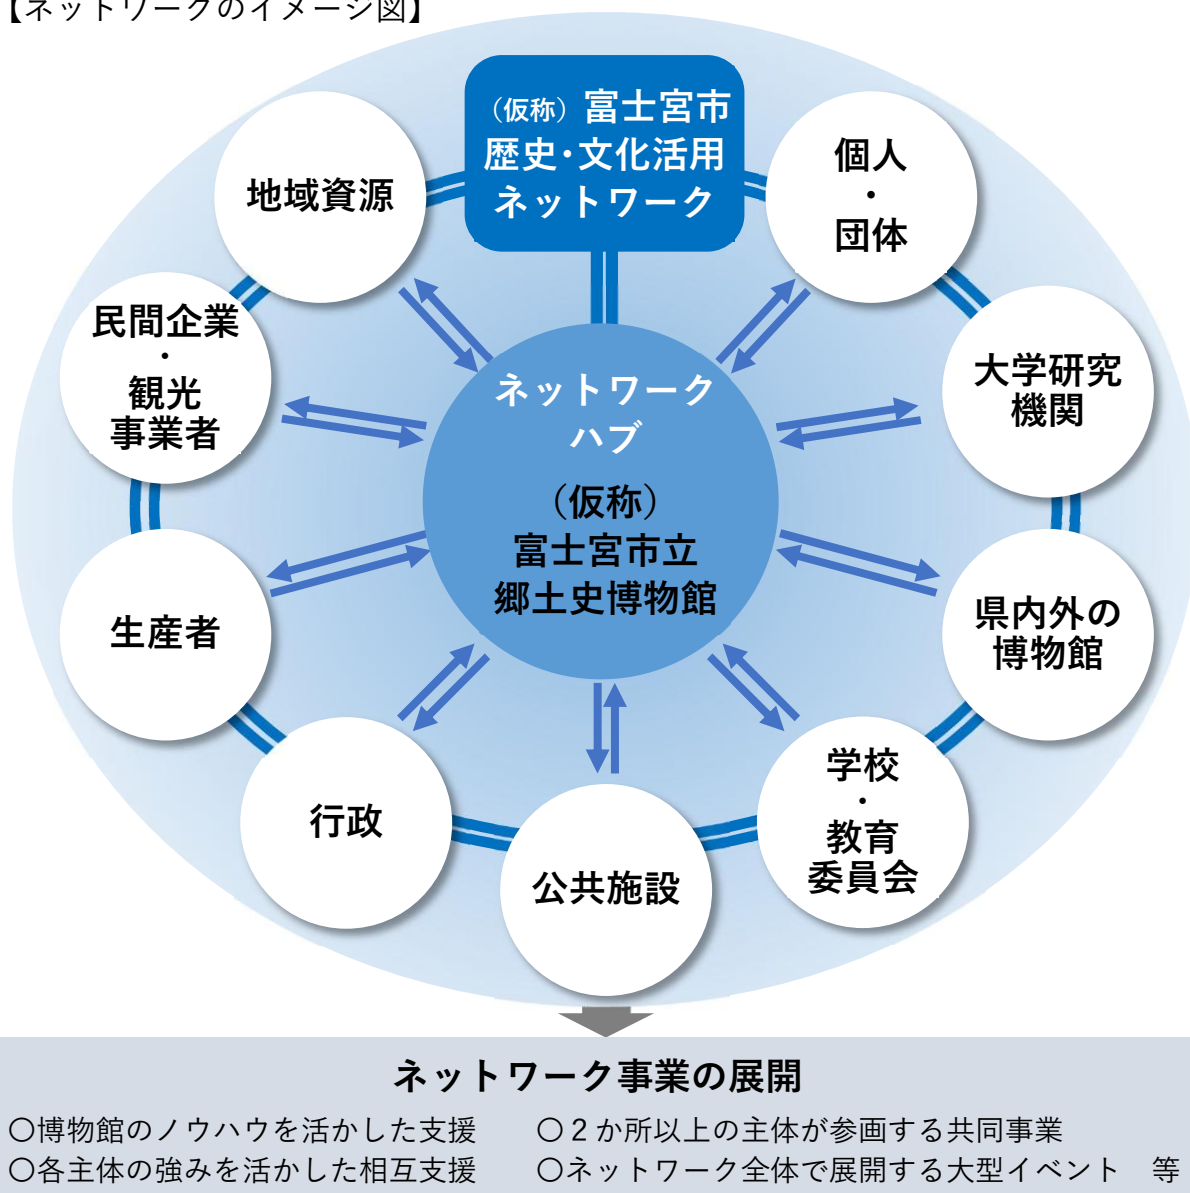 【ネットワークのイメージ図】
（仮称）富士宮市
歴史・文化活用
ネットワーク
地域資源
個人
・
団体
民間企業
・
観光
事業者
大学研究
機関
ネットワーク
ハブ
（仮称）
富士宮市立
郷土史博物館
生産者
県内外の
博物館
行政
公共施設
学校
・
教育
委員会
ネットワーク事業の展開
〇博物館のノウハウを活かした支援
〇２か所以上の主体が参画する共同事業
〇各主体の強みを活かした相互支援
〇ネットワーク全体で展開する大型イベント　等